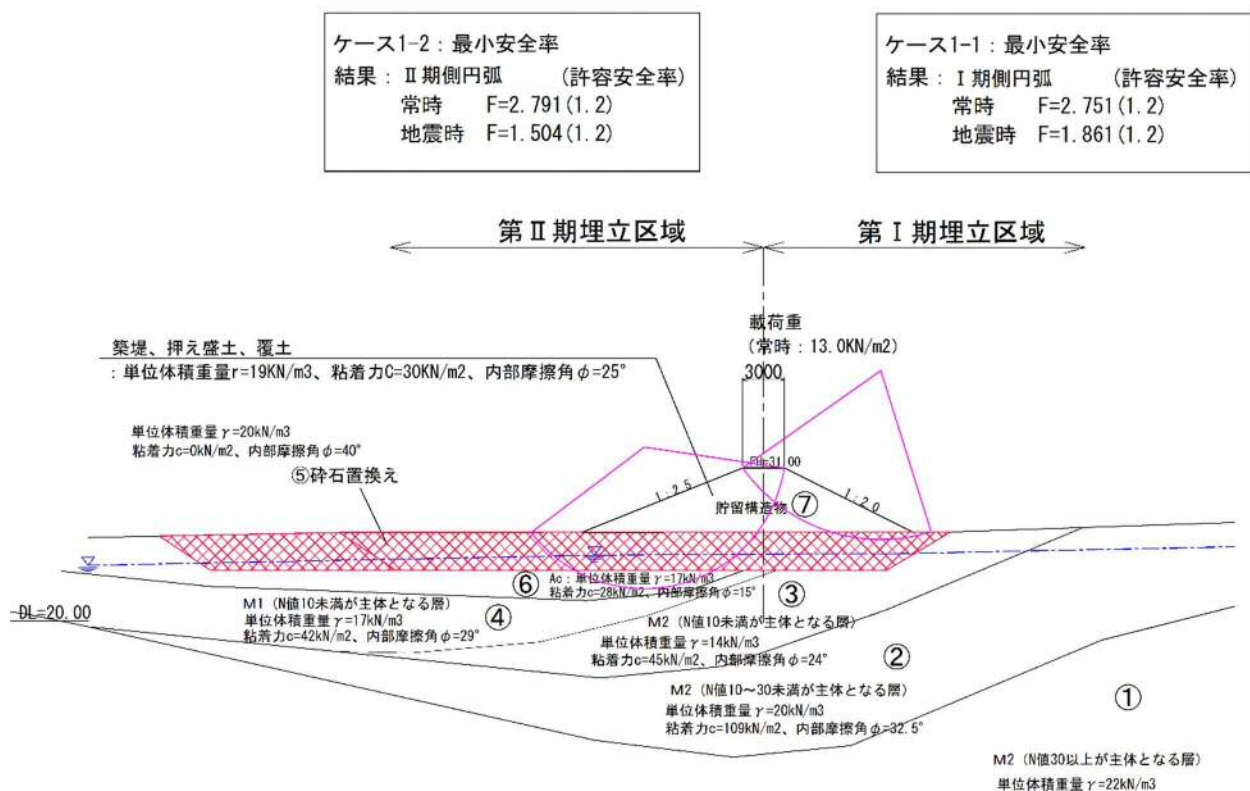 ケース1-2：最小安全率
結果：Ⅱ期側円弧　（許容安全率）
常時　F=2.791(1.2)
地震時　F=1.504(1.2)
ケース1-1：最小安全率
結果：Ⅰ期側円弧　（許容安全率）
常時　F=2.751(1.2)
地震時　F=1.861(1.2)
第Ⅱ期埋立区域
第Ⅰ期埋立区域
載荷重
(常時：13.0KN/m2)
3000
築堤、押え盛土、覆土
：単位体積重量r=19KN/m3、粘着力C=30KN/m2、内部摩擦角φ=25°
単位体積重量γ=20kN/m3
粘着力c=0kN/m2、内部摩擦角φ=40°
⑤砕石置換え
=31.00
1:2.5
1:2.0
貯留構造物⑦
⑥ Ac：単位体積重量γ=17kN/m3
粘着力c=28kN/m2、内部摩擦角φ=15°
③
④
M1 (N値10未満が主体となる層)
単位体積重量γ=17kN/m3
粘着力c=42kN/m2、内部摩擦角φ=29°
DL=20.00
M2 (N値10未満が主体となる層)
単位体積重量γ=14kN/m3
粘着力c=45kN/m2、内部摩擦角φ=24°
②
M2 (N値10～30未満が主体となる層)
単位体積重量γ=20kN/m3
粘着力c=109kN/m2、内部摩擦角φ=32.5°
①
M2 (N値30以上が主体となる層)
単位体積重量γ=22kN/m3